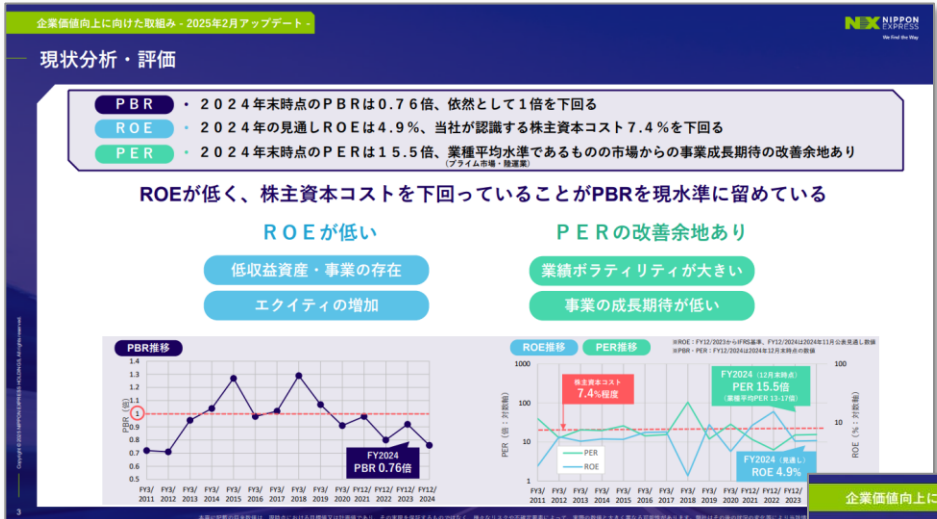 企業価値向上に向けた取組み - 2025年2月アップデート -
NX NIPPON EXPRESS
We Find the Way
現状分析・評価
PBR ・ 2024年末時点のPBRは0.76倍、依然として1倍を下回る
ROE ・ 2024年の見通しROEは4.9%、当社が認識する株主資本コスト7.4%を下回る
PER ・ 2024年末時点のPERは15.5倍、業種平均水準であるものの市場からの事業成長期待の改善余地あり
(プライム市場・陸運業)
ROEが低く、株主資本コストを下回っていることがPBRを現水準に留めている
ROEが低い
PERの改善余地あり
低収益資産・事業の存在
業績ボラティリティが大きい
エクイティの増加
事業の成長期待が低い
PBR推移
1.4
1.3
1.2
1.1
1
0.9
0.8
0.7
0.6
0.5
PBR(倍)
FY2024
PBR 0.76倍
FY3/2011 FY3/2012 FY3/2013 FY3/2014 FY3/2015 FY3/2016 FY3/2017 FY3/2018 FY3/2019 FY3/2020 FY12/2021 FY12/2022 FY12/2023 FY12/2024
ROE推移 PER推移
※ROE:FY12/2023からIFRS基準、FY12/2024は2024年11月公表見通し数値
※PBR・PER:FY12/2024は2024年12月末時点の数値
1000
100
10
1
PER(倍:対数軸)
株主資本コスト
7.4%程度
FY2024(12月末時点)
PER 15.5倍
(業種平均PER 13-17倍)
PER
ROE
FY2024(見通し)
ROE 4.9%
100
10
ROE(%:対数軸)
FY3/2011 FY3/2012 FY3/2013 FY3/2014 FY3/2015 FY3/2016 FY3/2017 FY3/2018 FY3/2019 FY3/2020 FY12/2021 FY12/2022 FY12/2023
企業価値向上に
Copyright © 2025 NIPPON EXPRESS HOLDINGS, All rights reserved.
3